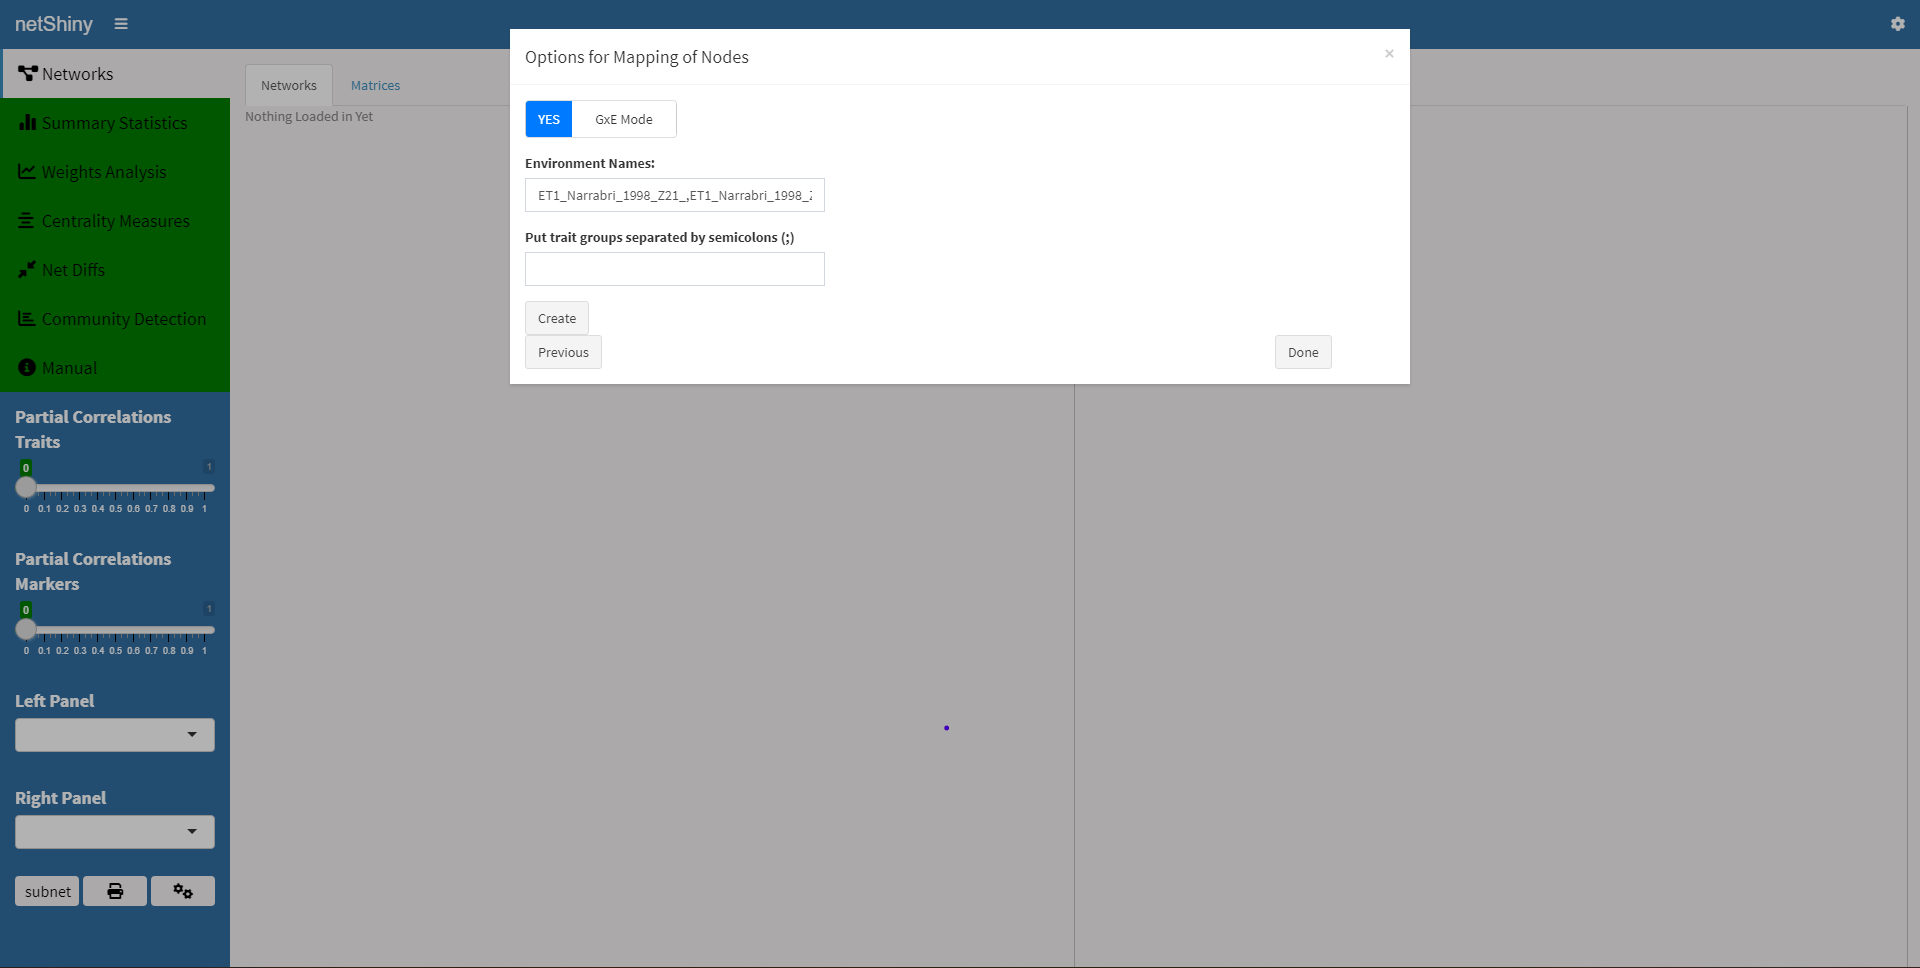 netShiny
Options for Mapping of Nodes
×
Networks
Summary Statistics
Weights Analysis
Centrality Measures
Net Diffs
Community Detection
Manual
Networks
Matrices
Nothing Loaded in Yet
YES
GxE Mode
Environment Names:
ET1_Narrabri_1998_Z21_,ET1_Narrabri_1998_
Put trait groups separated by semicolons (;)
Create
Previous
Done
Partial Correlations
Traits
0
1
0 0.1 0.2 0.3 0.4 0.5 0.6 0.7 0.8 0.9 1
Partial Correlations
Markers
0
1
0 0.1 0.2 0.3 0.4 0.5 0.6 0.7 0.8 0.9 1
Left Panel
Right Panel
subnet